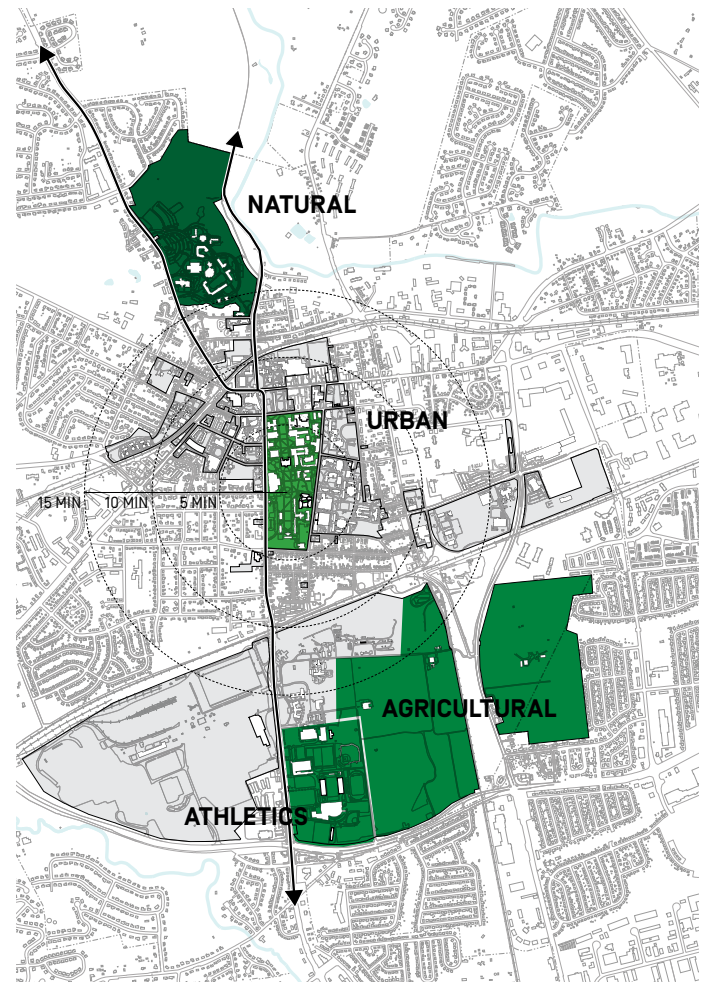 NATURAL
URBAN
15 MIN
10 MIN
5 MIN
AGRICULTURAL
ATHLETICS